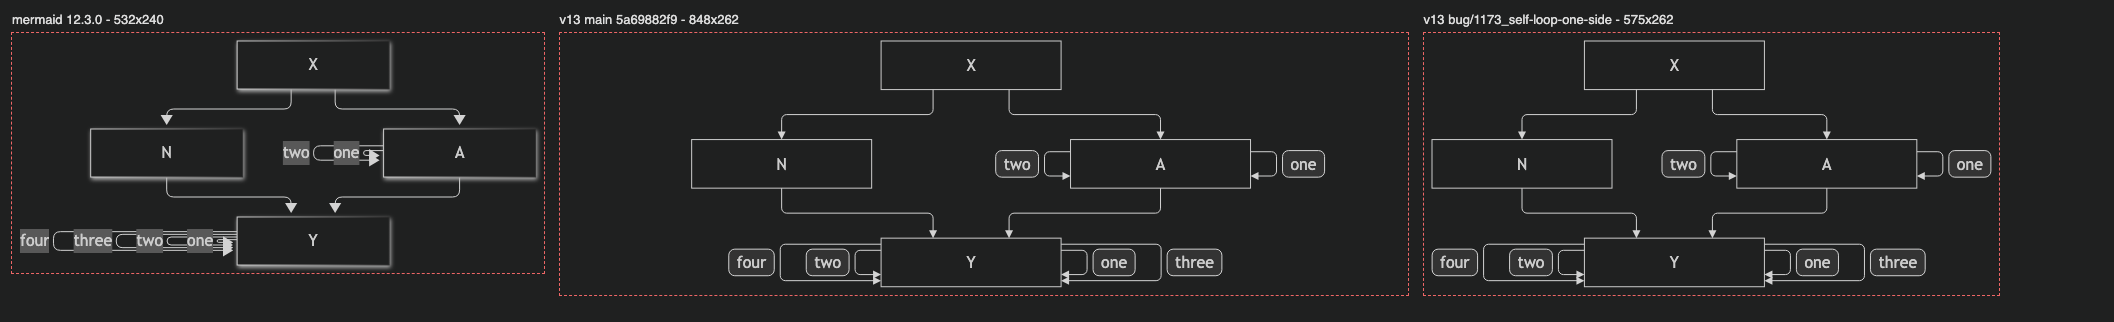 mermaid 12.3.0 - 532x240
X
N
two
one
A
four
three
two
one
Y
v13 main 5a69882f9 - 848x262
X
N
two
A
one
four
two
Y
one
three
v13 bug/1173_self-loop-one-side - 575x262
X
N
two
A
one
four
two
Y
one
three